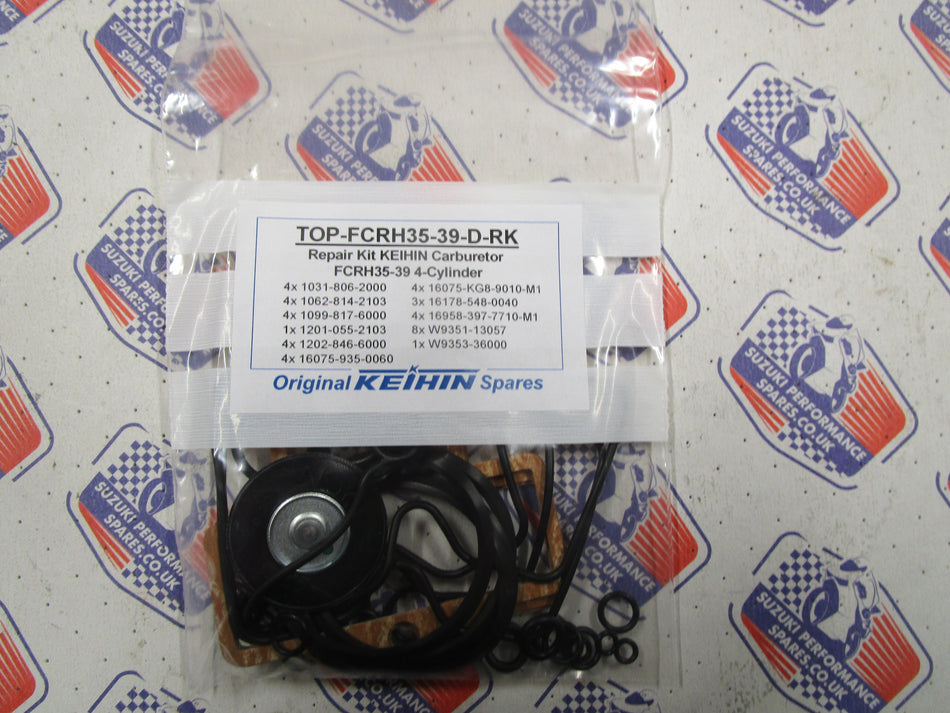 TOP-FCRH35-39-D-RK
Repair Kit KEIHIN Carburetor
FCRH35-39 4-Cylinder
4x 1031-806-2000
4x 1062-814-2103
4x 1099-817-6000
1x 1201-055-2103
4x 1202-846-6000
4x 16075-935-0060
4x 16075-KG8-9010-M1
3x 16178-548-0040
4x 16958-397-7710-M1
8x W9351-13057
1x W9353-36000
Original KEIHIN Spares
SUZUKI PERFORMANCE
SPARES.CO.UK